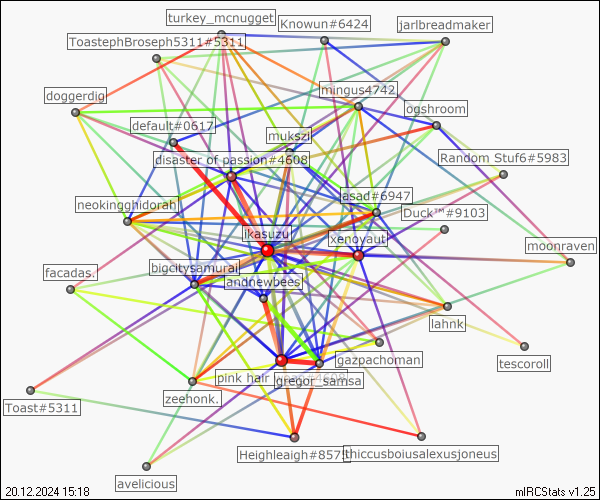 turkey_mcnugget
Knowun#6424
jarlbreadmaker
ToastephBroseph5311#5311
mingus4742
doggerdig
ogshroom
default#0617
mukszi
disaster of passion#4608
Random Stuf6#5983
asad#6947
neokingghidorah
Duck™#9103
ikasuzu
xenoyaut
moonraven
facadas.
bigcitysamurai
andnewbees
lahnk
gazpachoman
tescoroll
pink hair
gregor_samsa
zeehonk.
Toast#5311
Heighleaigh#8575
thiccusboiusalexusjoneus
avelicious
20.12.2024 15:18
mIRCStats v1.25